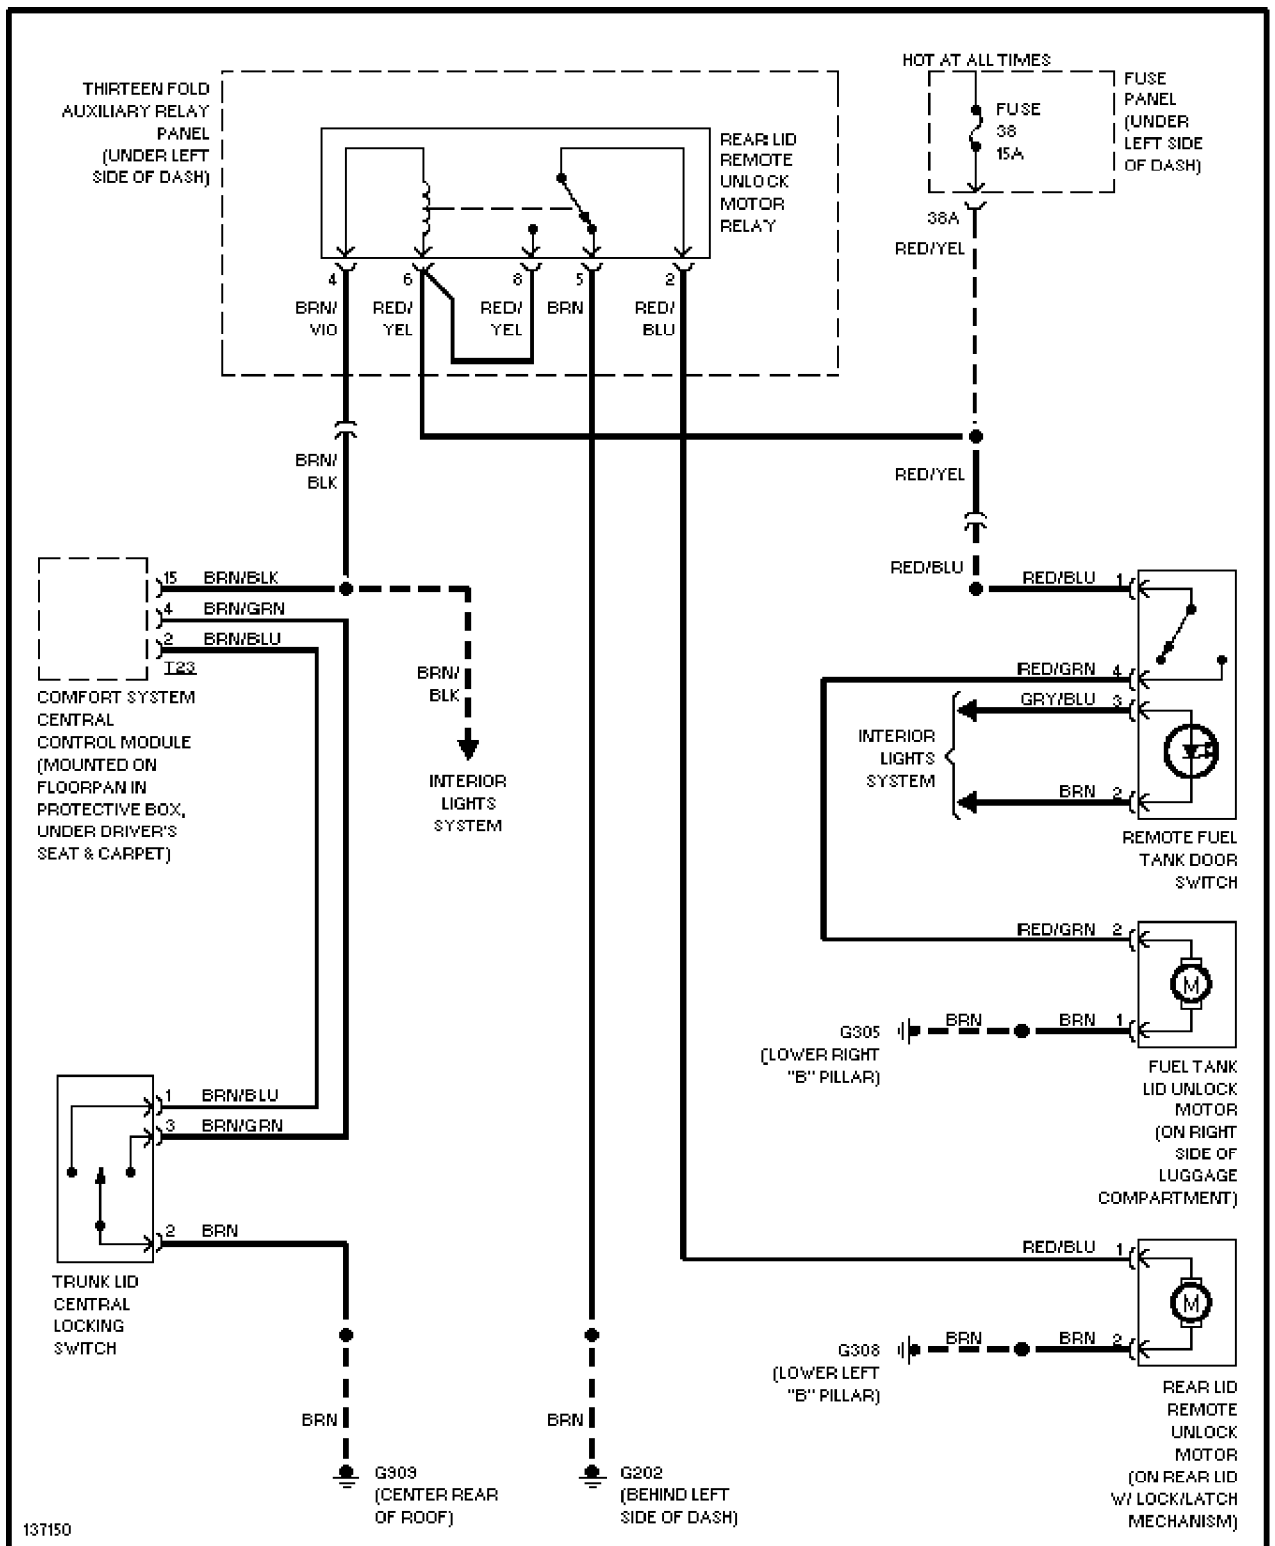 HOT AT ALL TIMES
THIRTEEN FOLD
AUXILIARY RELAY
PANEL
(UNDER LEFT
SIDE OF DASH)
REAR LID
REMOTE
UNLOCK
MOTOR
RELAY
FUSE
38
15A
FUSE
PANEL
(UNDER
LEFT SIDE
OF DASH)
38A
RED/YEL
4
6
8
5
2
BRN/
VIO
RED/
YEL
RED/
YEL
BRN
RED/
BLU
BRN/
BLK
RED/YEL
RED/BLU
15 BRN/BLK
4 BRN/GRN
2 BRN/BLU
T23
COMFORT SYSTEM
CENTRAL
CONTROL MODULE
(MOUNTED ON
FLOORPAN IN
PROTECTIVE BOX,
UNDER DRIVER'S
SEAT & CARPET)
BRN/
BLK
INTERIOR
LIGHTS
SYSTEM
RED/BLU 1
RED/GRN 4
GRY/BLU 3
INTERIOR
LIGHTS
SYSTEM
BRN 2
REMOTE FUEL
TANK DOOR
SWITCH
RED/GRN 2
M
BRN
BRN 1
G305
(LOWER RIGHT
"B" PILLAR)
FUEL TANK
LID UNLOCK
MOTOR
(ON RIGHT
SIDE OF
LUGGAGE
COMPARTMENT)
1 BRN/BLU
3 BRN/GRN
2 BRN
TRUNK LID
CENTRAL
LOCKING
SWITCH
RED/BLU 1
M
BRN
BRN 2
G308
(LOWER LEFT
"B" PILLAR)
REAR LID
REMOTE
UNLOCK
MOTOR
(ON REAR LID
W/ LOCK/LATCH
MECHANISM)
BRN
G909
(CENTER REAR
OF ROOF)
BRN
G202
(BEHIND LEFT
SIDE OF DASH)
137150